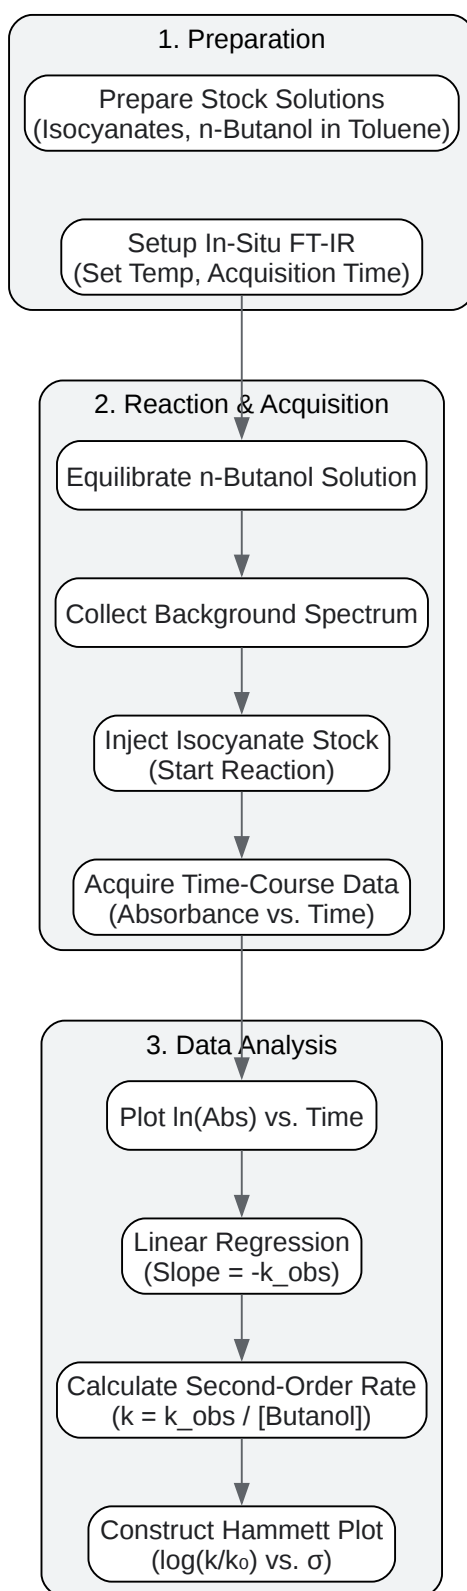 1. Preparation
Prepare Stock Solutions
(Isocyanates, n-Butanol in Toluene)
Setup In-Situ FT-IR
(Set Temp, Acquisition Time)
2. Reaction & Acquisition
Equilibrate n-Butanol Solution
Collect Background Spectrum
Inject Isocyanate Stock
(Start Reaction)
Acquire Time-Course Data
(Absorbance vs. Time)
3. Data Analysis
Plot ln(Abs) vs. Time
Linear Regression
(Slope = -k_obs)
Calculate Second-Order Rate
(k = k_obs / [Butanol])
Construct Hammett Plot
(log(k/k₀) vs. σ)